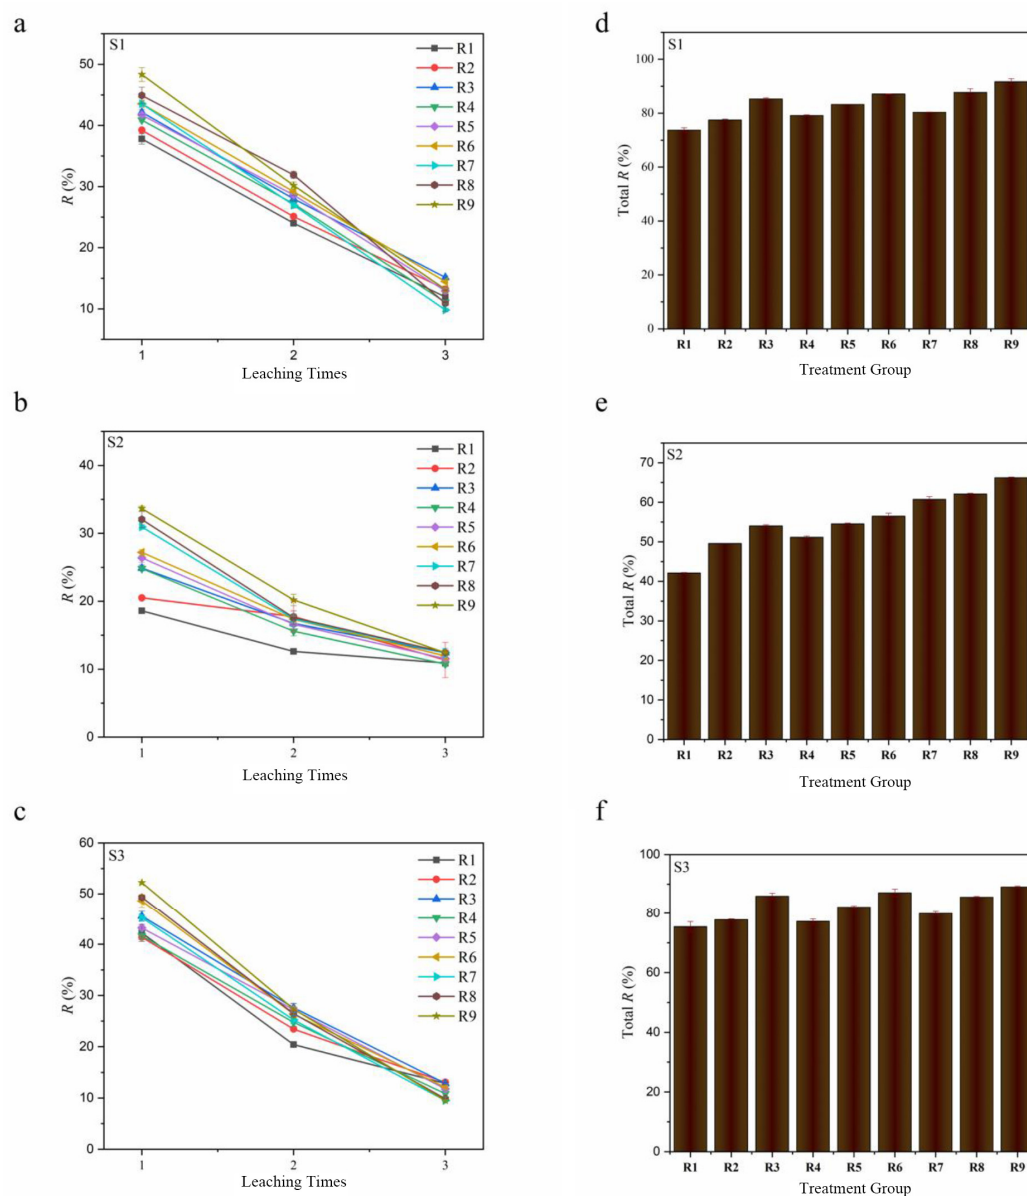 a
S1
R1
R2
R3
R4
R5
R6
R7
R8
R9
50
40
30
20
10
R (%)
1 2 3
Leaching Times
d
S1
100
80
60
40
20
0
Total R (%)
R1 R2 R3 R4 R5 R6 R7 R8 R9
Treatment Group
b
S2
R1
R2
R3
R4
R5
R6
R7
R8
R9
40
30
20
10
0
R (%)
1 2 3
Leaching Times
e
S2
70
60
50
40
30
20
10
0
Total R (%)
R1 R2 R3 R4 R5 R6 R7 R8 R9
Treatment Group
c
S3
R1
R2
R3
R4
R5
R6
R7
R8
R9
60
50
40
30
20
10
0
R (%)
1 2 3
Leaching Times
f
S3
100
80
60
40
20
0
Total R (%)
R1 R2 R3 R4 R5 R6 R7 R8 R9
Treatment Group